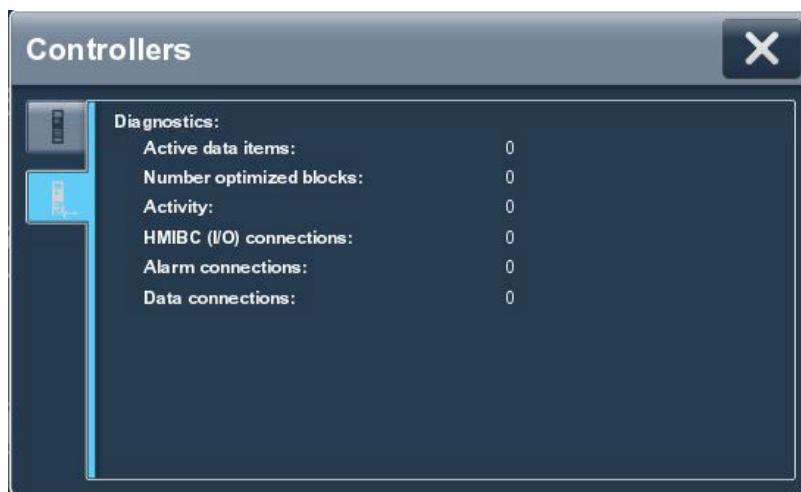 Controllers
Diagnostics:
Active data items: 0
Number optimized blocks: 0
Activity: 0
HMIBC (I/O) connections: 0
Alarm connections: 0
Data connections: 0